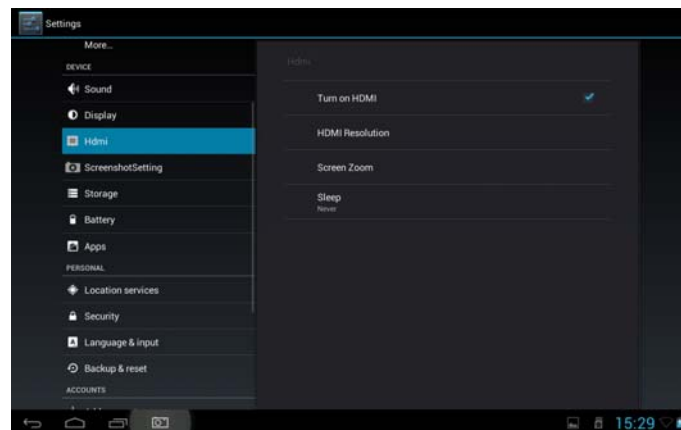 Settings
More...
DEVICE
Sound
Display
Hdmi
ScreenshotSetting
Storage
Battery
Apps
PERSONAL
Location services
Security
Language & input
Backup & reset
ACCOUNTS
Hdmi
Turn on HDMI
HDMI Resolution
Screen Zoom
Sleep
Never
15:29